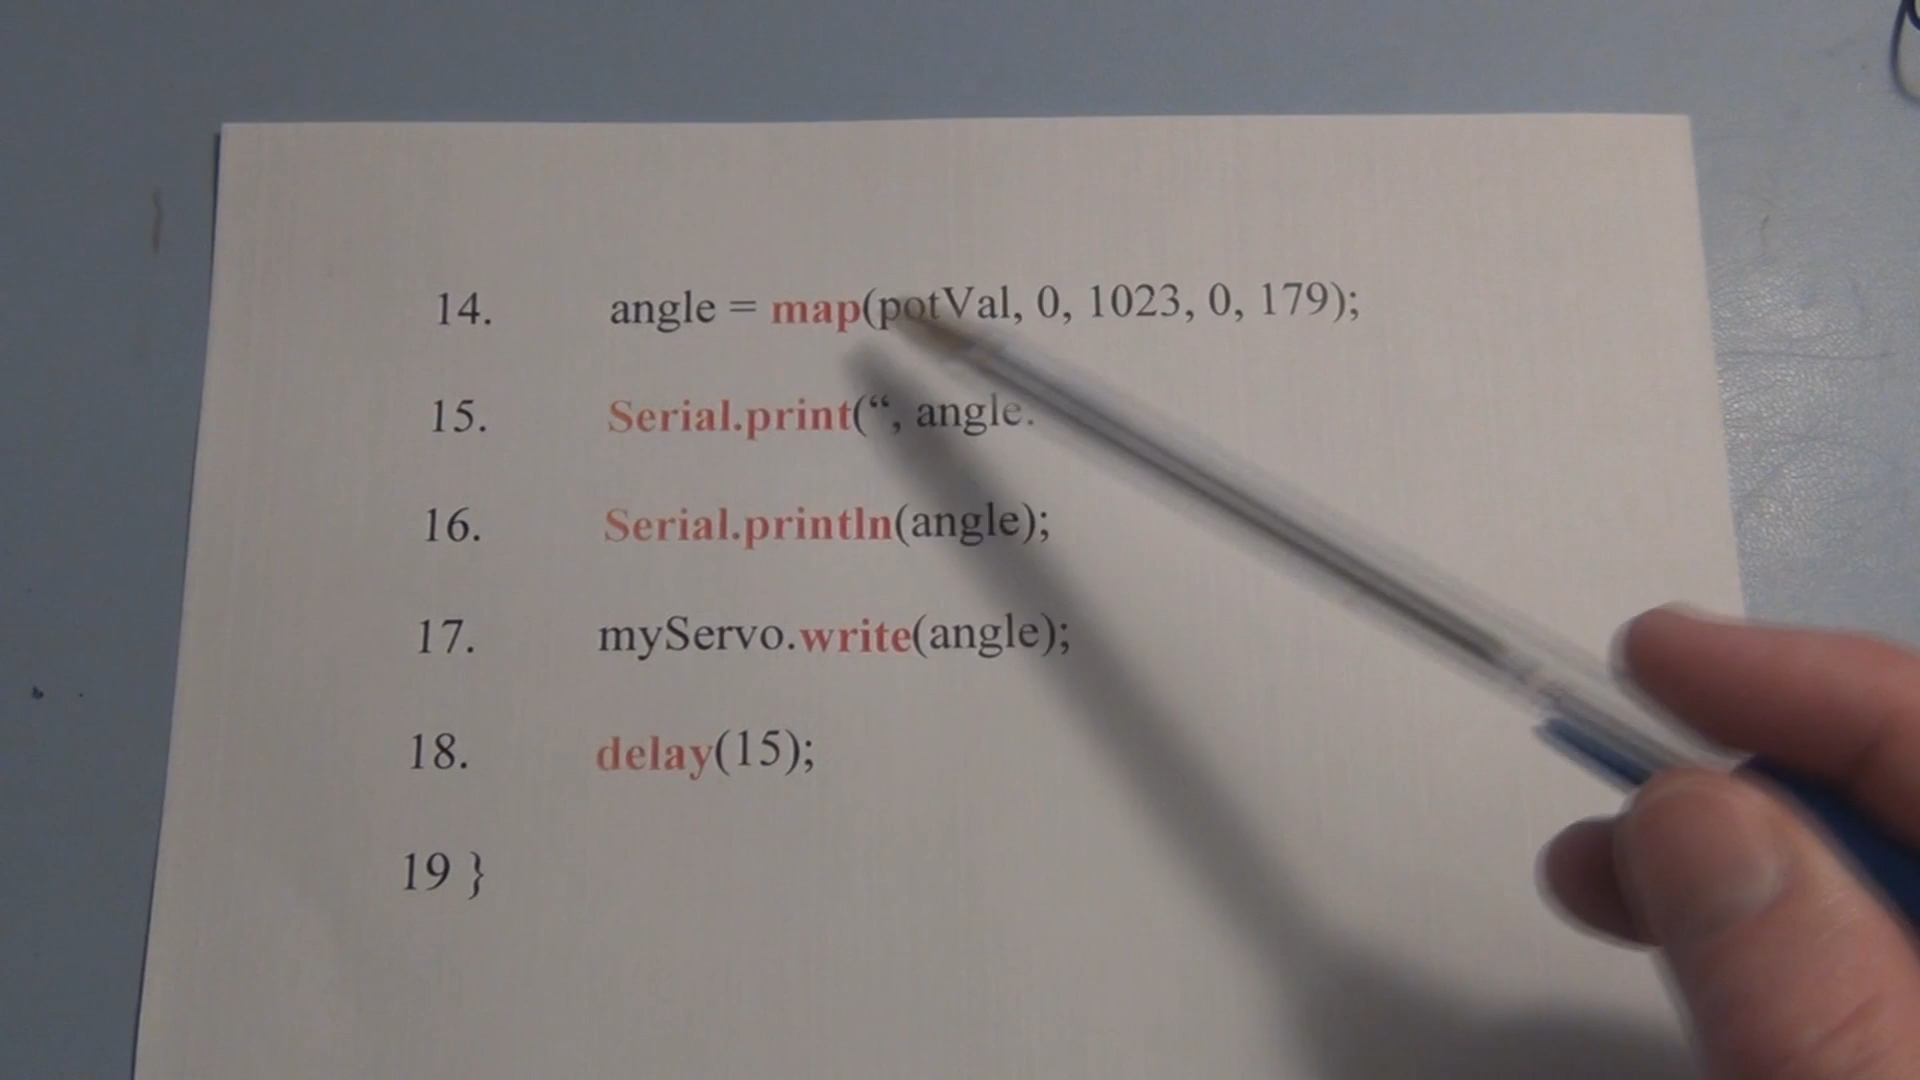 14. angle = map(potVal, 0, 1023, 0, 179);
15. Serial.print(“, angle.
16. Serial.println(angle);
17. myServo.write(angle);
18. delay(15);
19 }